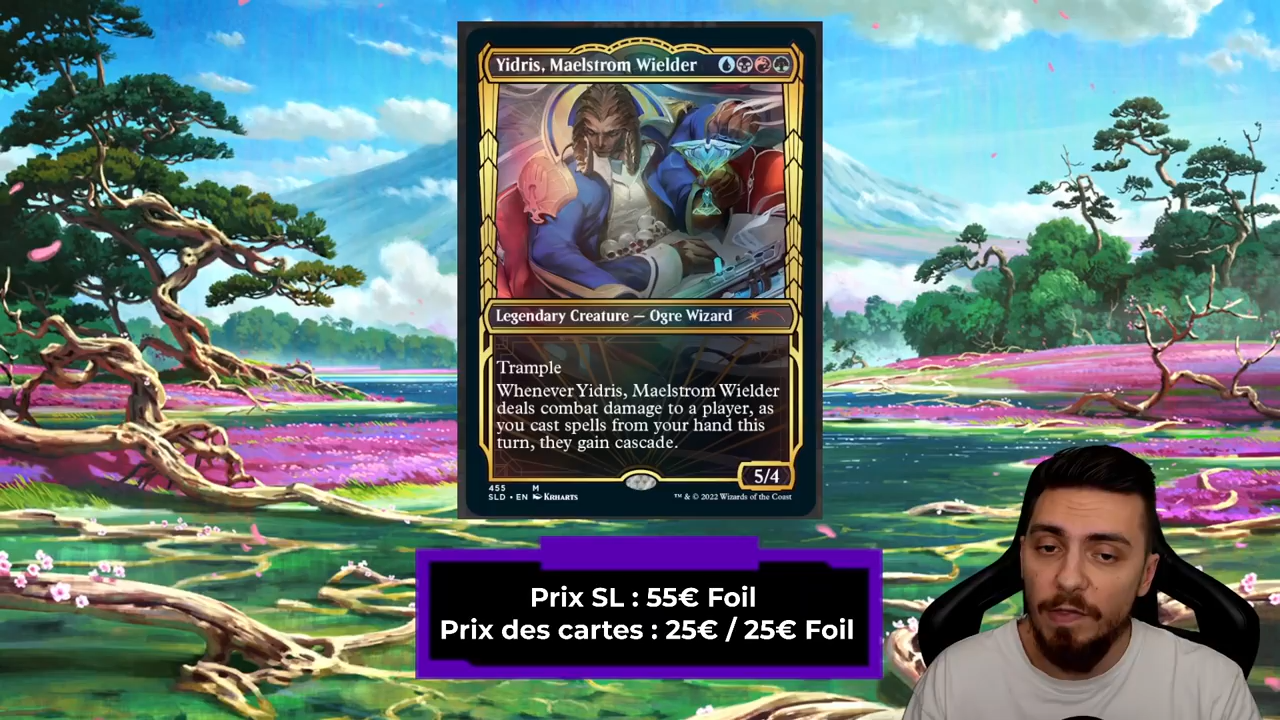 Yidris, Maelstrom Wielder
Legendary Creature — Ogre Wizard
Trample
Whenever Yidris, Maelstrom Wielder
deals combat damage to a player, as
you cast spells from your hand this
turn, they gain cascade.
5/4
455 M
SLD • EN KRHARTS
™ & © 2022 Wizards of the Coast
Prix SL : 55€ Foil
Prix des cartes : 25€ / 25€ Foil